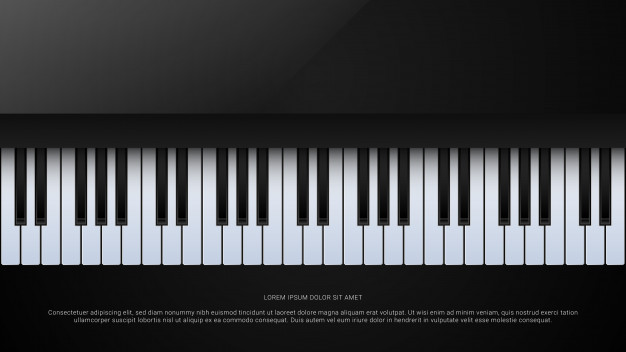 LOREM IPSUM DOLOR SIT AMET
Consectetuer adipiscing elit, sed diam nonummy nibh euismod tincidunt ut laoreet dolore magna aliquam erat volutpat. Ut wisi enim ad minim veniam, quis nostrud exerci tation
ullamcorper suscipit lobortis nisl ut aliquip ex ea commodo consequat. Duis autem vel eum iriure dolor in hendrerit in vulputate velit esse molestie consequat.